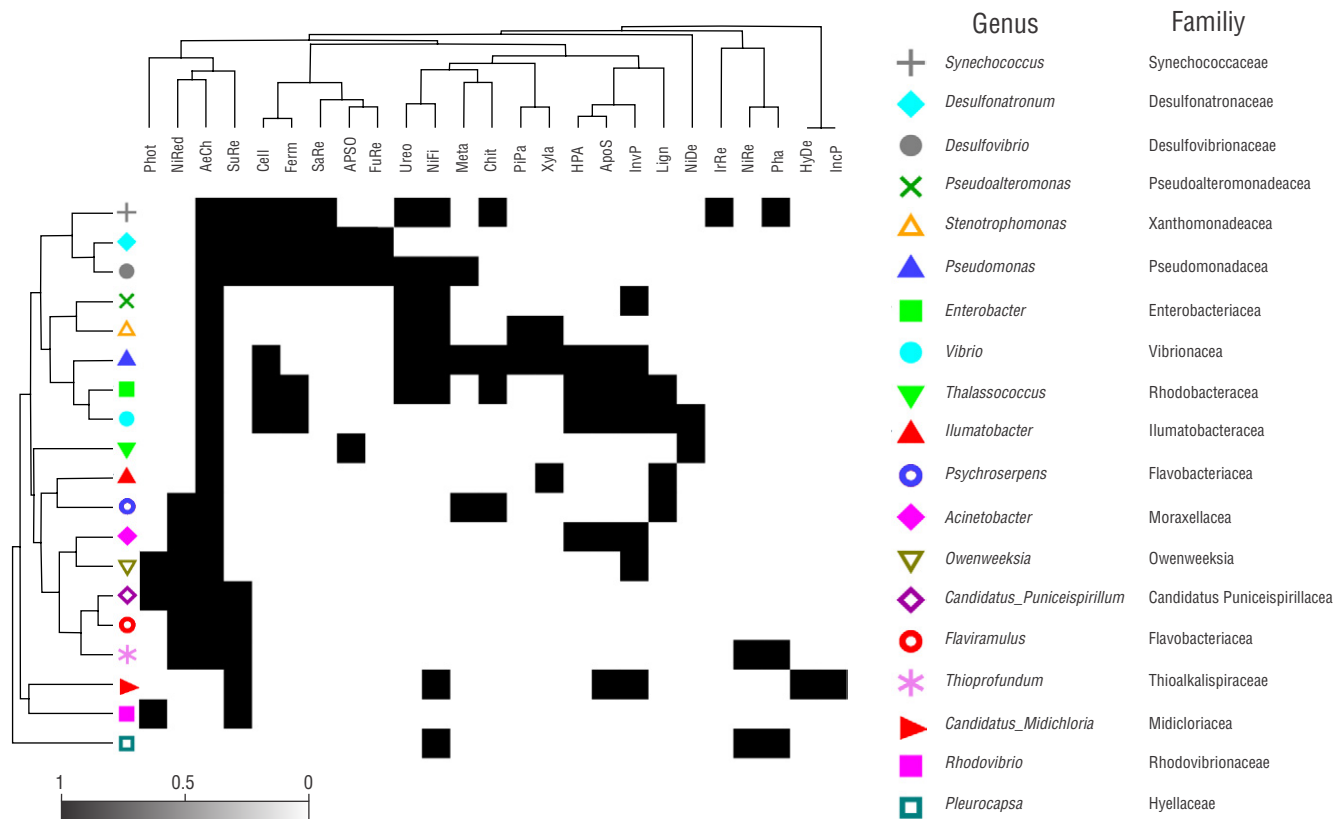 Genus Familiy
Synechococcus Synechococcaceae
Desulfonatronum Desulfonatronaceae
Desulfovibrio Desulfovibrionaceae
Pseudoalteromonas Pseudoalteromonadeacea
Stenotrophomonas Xanthomonadeacea
Pseudomonas Pseudomonadacea
Enterobacter Enterobacteriacea
Vibrio Vibrionacea
Thalassococcus Rhodobacteracea
Ilumatobacter Ilumatobacteracea
Psychroserpens Flavobacteriacea
Acinetobacter Moraxellacea
Owenweeksia Owenweeksia
Candidatus_Puniceispirillum Candidatus Puniceispirillacea
Flaviramulus Flavobacteriacea
Thioprofundum Thioalkalispiraceae
Candidatus_Midichloria Midicloriacea
Rhodovibrio Rhodovibrionaceae
Pleurocapsa Hyellaceae
Phot
NiRed
AeCh
SuRe
Cell
Ferm
SaRe
APSO
FuRe
Ureo
NiFi
Meta
Chit
PiPa
Xyla
HPA
ApoS
InvP
Lign
NiDe
IrRe
NiRe
Pha
HyDe
IncP
1 0.5 0